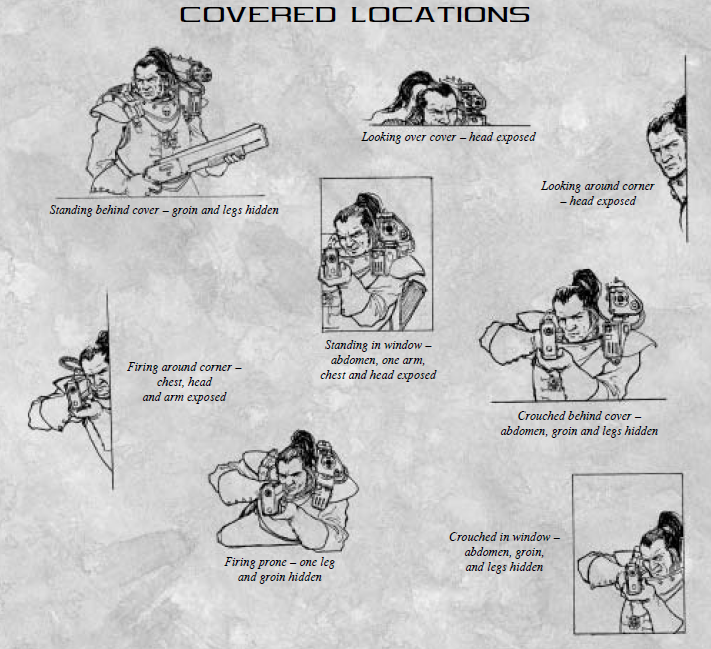 COVERED LOCATIONS
Looking over cover – head exposed
Looking around corner
– head exposed
Standing behind cover – groin and legs hidden
Standing in window –
abdomen, one arm,
chest and head exposed
Firing around corner –
chest, head
and arm exposed
Crouched behind cover –
abdomen, groin and legs hidden
Firing prone – one leg
and groin hidden
Crouched in window –
abdomen, groin,
and legs hidden